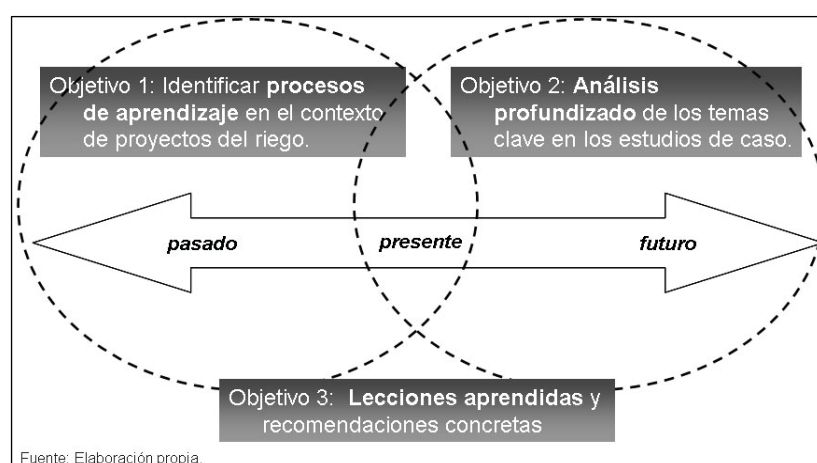 Objetivo 1: Identificar procesos
de aprendizaje en el contexto
de proyectos del riego.
Objetivo 2: Análisis
profundizado de los temas
clave en los estudios de caso.
pasado
presente
futuro
Objetivo 3: Lecciones aprendidas y
recomendaciones concretas
Fuente: Elaboración propia.